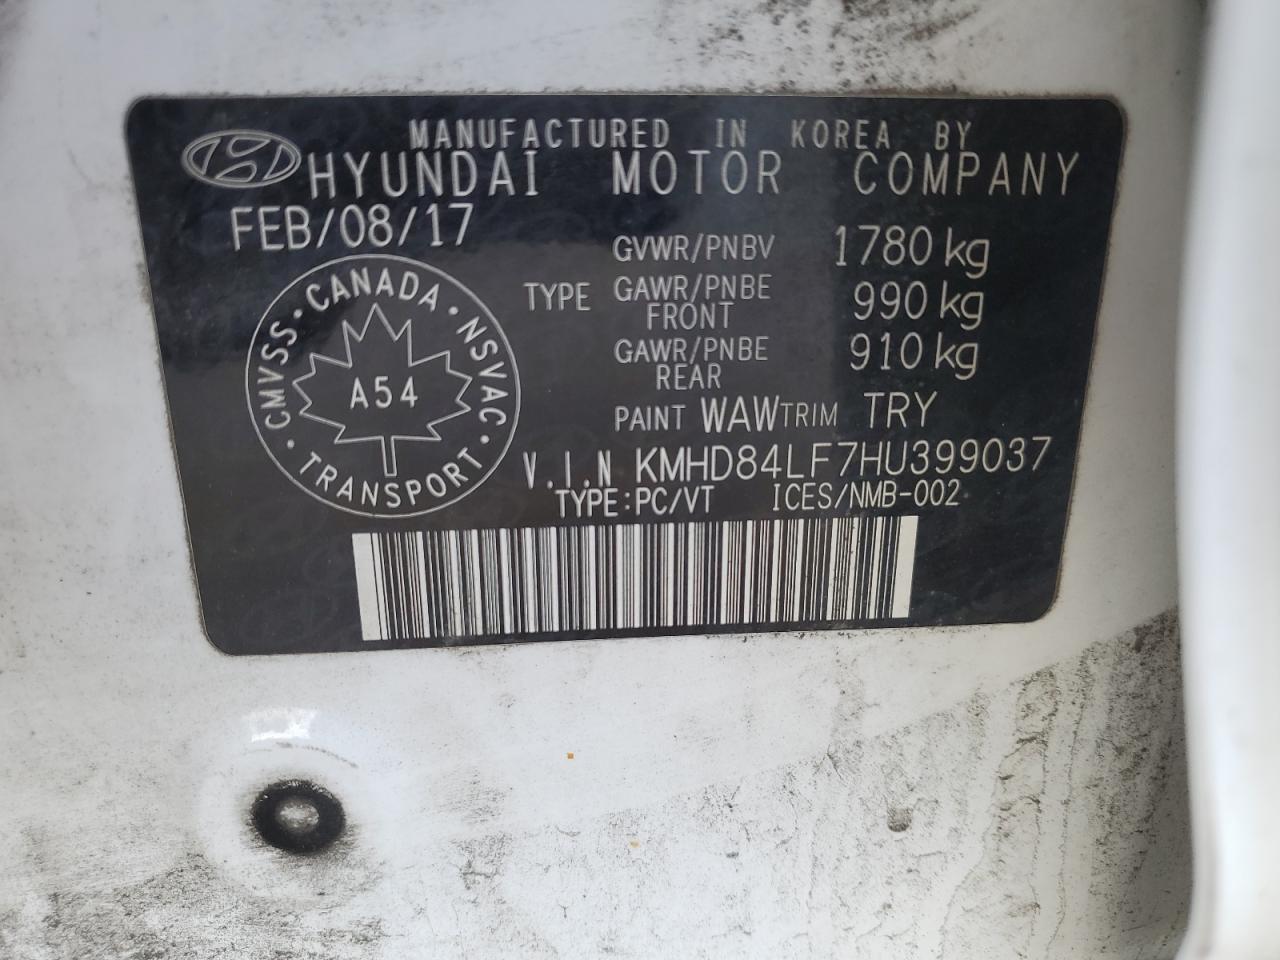 MANUFACTURED IN KOREA BY
HYUNDAI MOTOR COMPANY
FEB/08/17
GVWR/PNBV 1780 kg
TYPE GAWR/PNBE FRONT 990 kg
GAWR/PNBE REAR 910 kg
PAINT WAW TRIM TRY
V.I.N KMHD84LF7HU399037
TYPE:PC/VT ICES/NMB-002
CANADA · NSVAC · TRANSPORT · CMVSS ·
A54